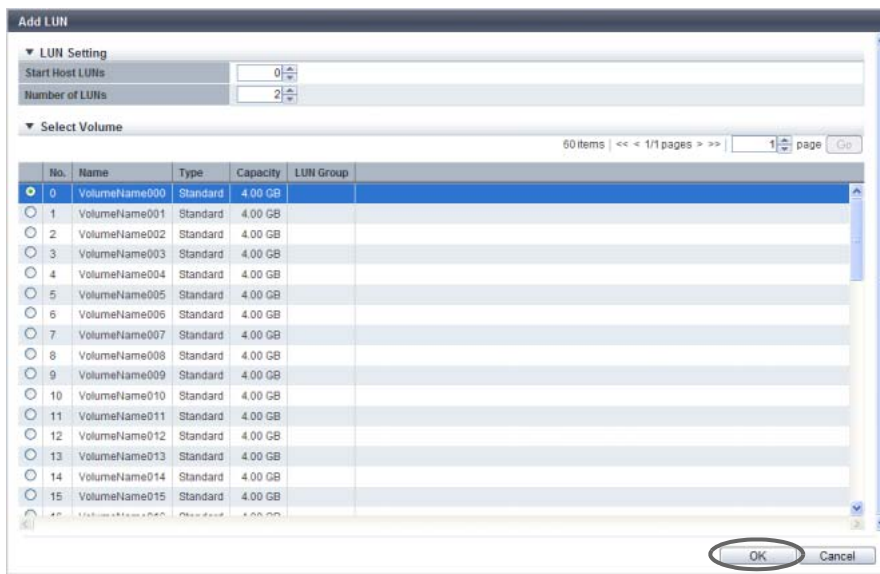 Add LUN
▼ LUN Setting
Start Host LUNs 0
Number of LUNs 2
▼ Select Volume
60 items | << < 1/1 pages > >> | 1 page Go
No. Name Type Capacity LUN Group
0 VolumeName000 Standard 4.00 GB
1 VolumeName001 Standard 4.00 GB
2 VolumeName002 Standard 4.00 GB
3 VolumeName003 Standard 4.00 GB
4 VolumeName004 Standard 4.00 GB
5 VolumeName005 Standard 4.00 GB
6 VolumeName006 Standard 4.00 GB
7 VolumeName007 Standard 4.00 GB
8 VolumeName008 Standard 4.00 GB
9 VolumeName009 Standard 4.00 GB
10 VolumeName010 Standard 4.00 GB
11 VolumeName011 Standard 4.00 GB
12 VolumeName012 Standard 4.00 GB
13 VolumeName013 Standard 4.00 GB
14 VolumeName014 Standard 4.00 GB
15 VolumeName015 Standard 4.00 GB
OK Cancel